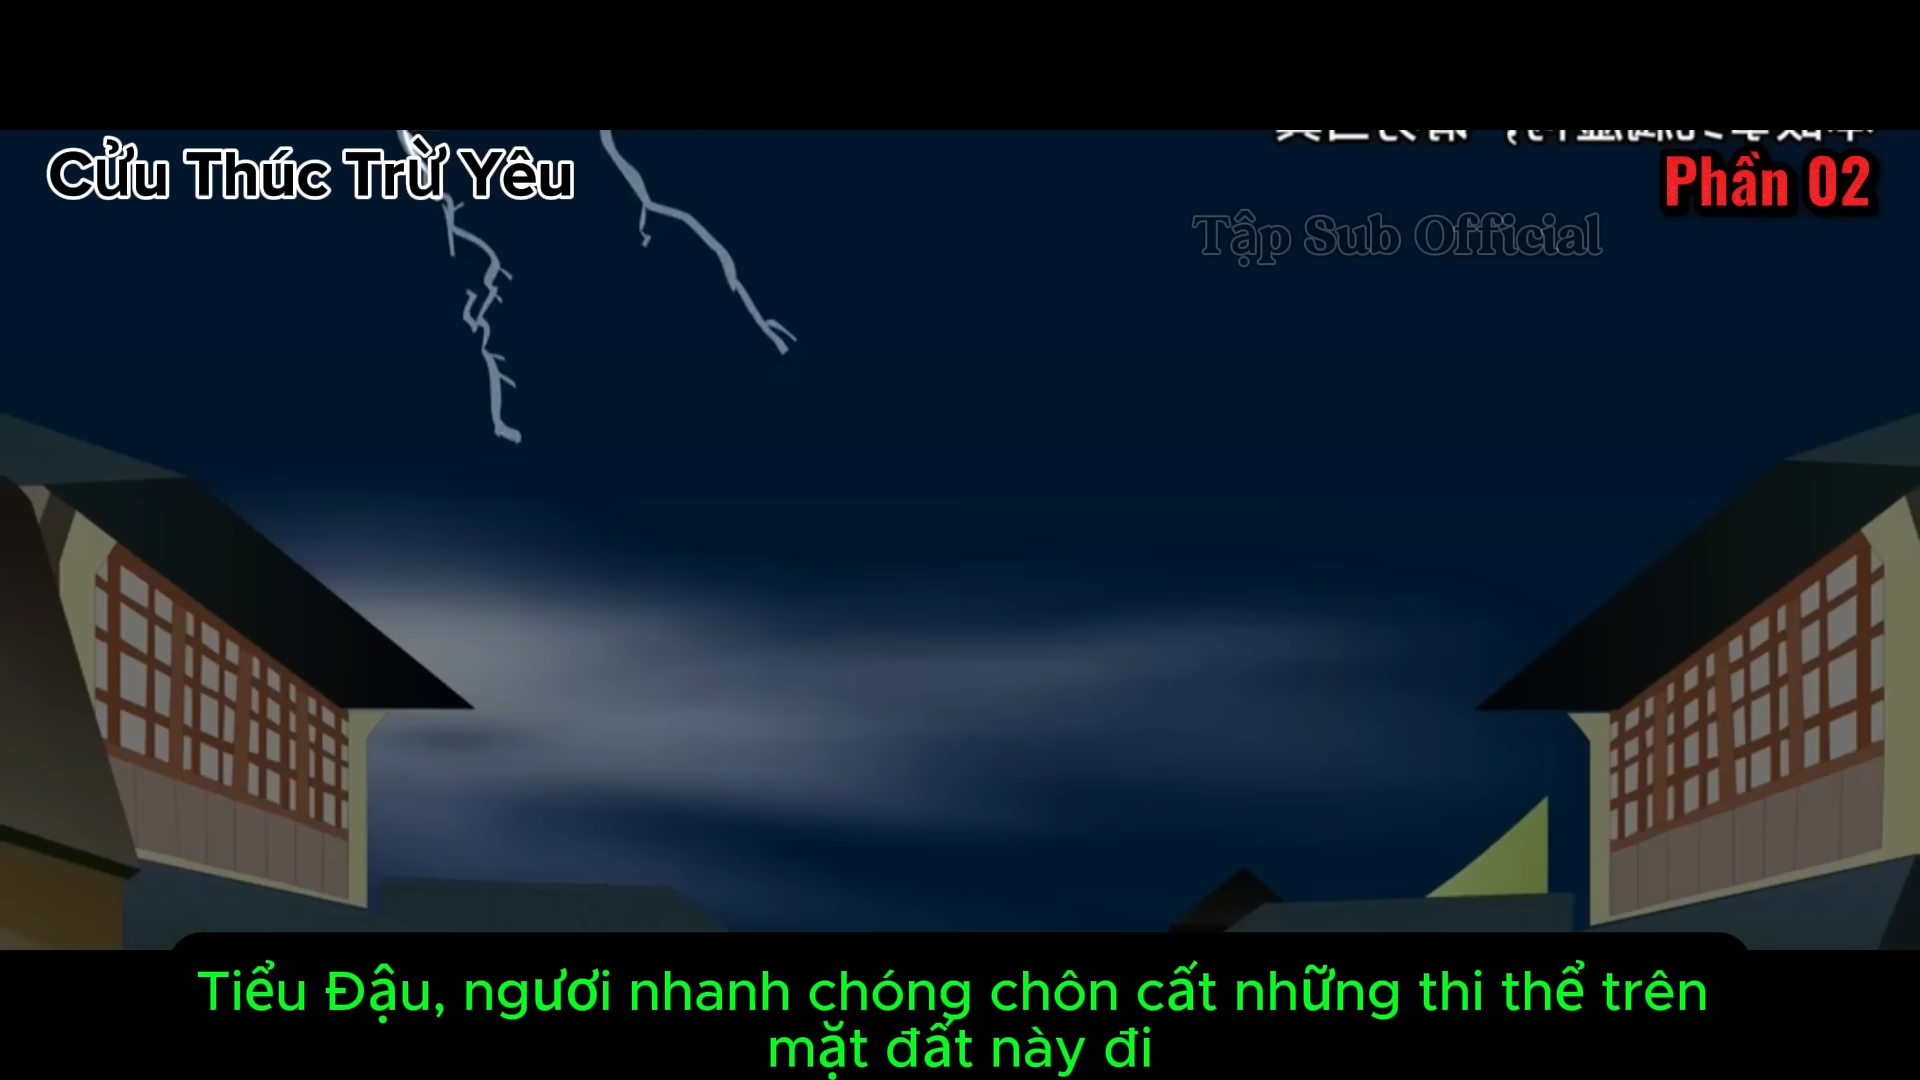 Cửu Thúc Trừ Yêu
Phần 02
Tập Sub Official
Tiểu Đậu, ngươi nhanh chóng chôn cất những thi thể trên
mặt đất này đi